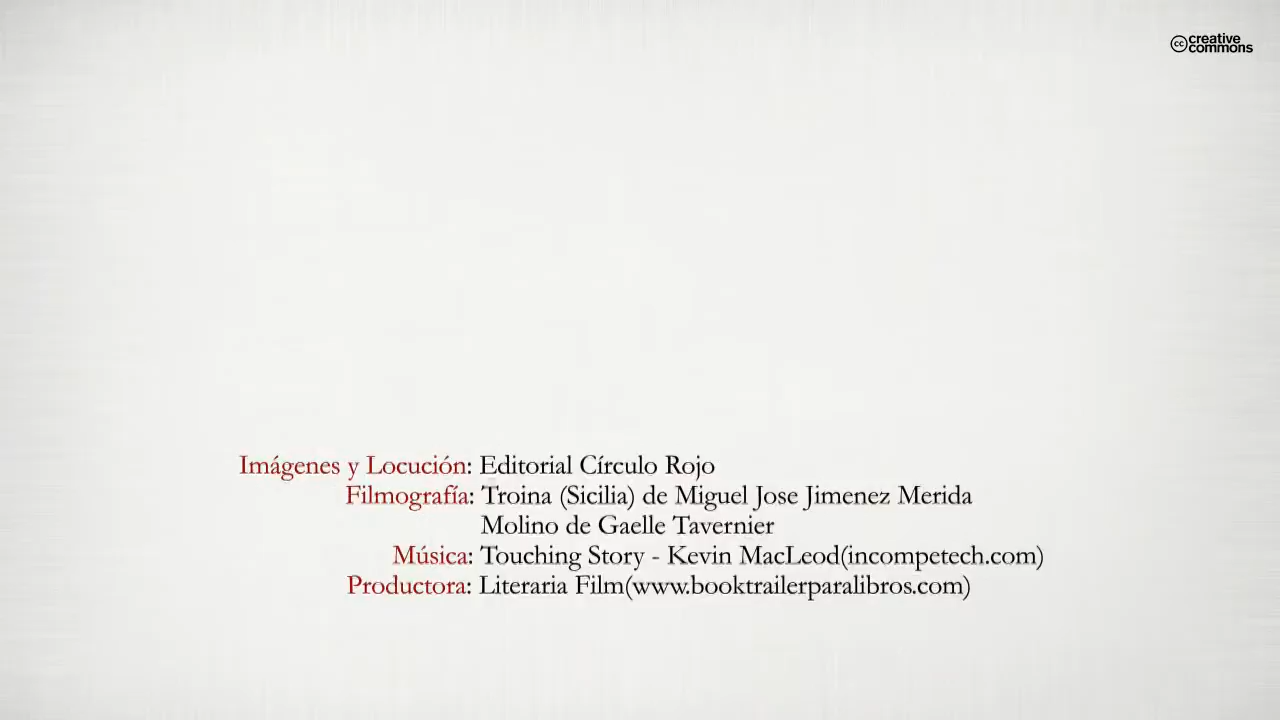 cc creative
commons
Imágenes y Locución: Editorial Círculo Rojo
Filmografía: Troina (Sicilia) de Miguel Jose Jimenez Merida
Molino de Gaelle Tavernier
Música: Touching Story - Kevin MacLeod(incompetech.com)
Productora: Literaria Film(www.booktrailerparalibros.com)